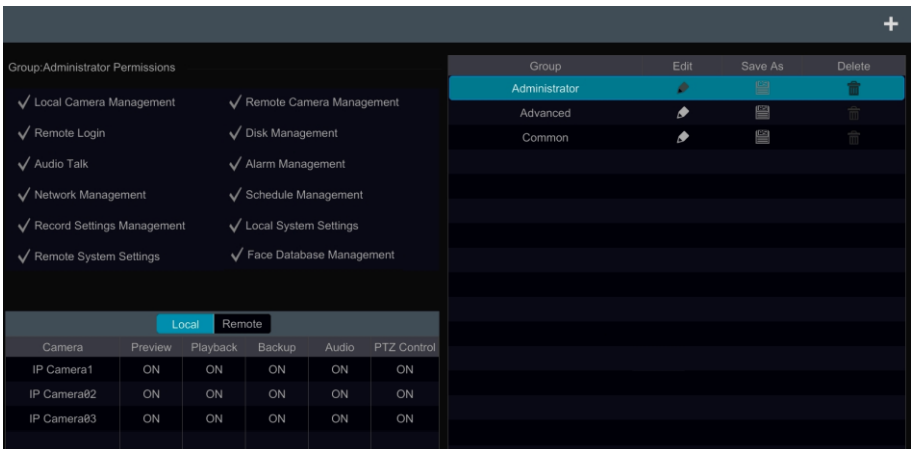 +
Group:Administrator Permissions
Local Camera Management Remote Camera Management
Remote Login Disk Management
Audio Talk Alarm Management
Network Management Schedule Management
Record Settings Management Local System Settings
Remote System Settings Face Database Management
Local Remote
Camera Preview Playback Backup Audio PTZ Control
IP Camera1 ON ON ON ON ON
IP Camera02 ON ON ON ON ON
IP Camera03 ON ON ON ON ON
Group Edit Save As Delete
Administrator
Advanced
Common